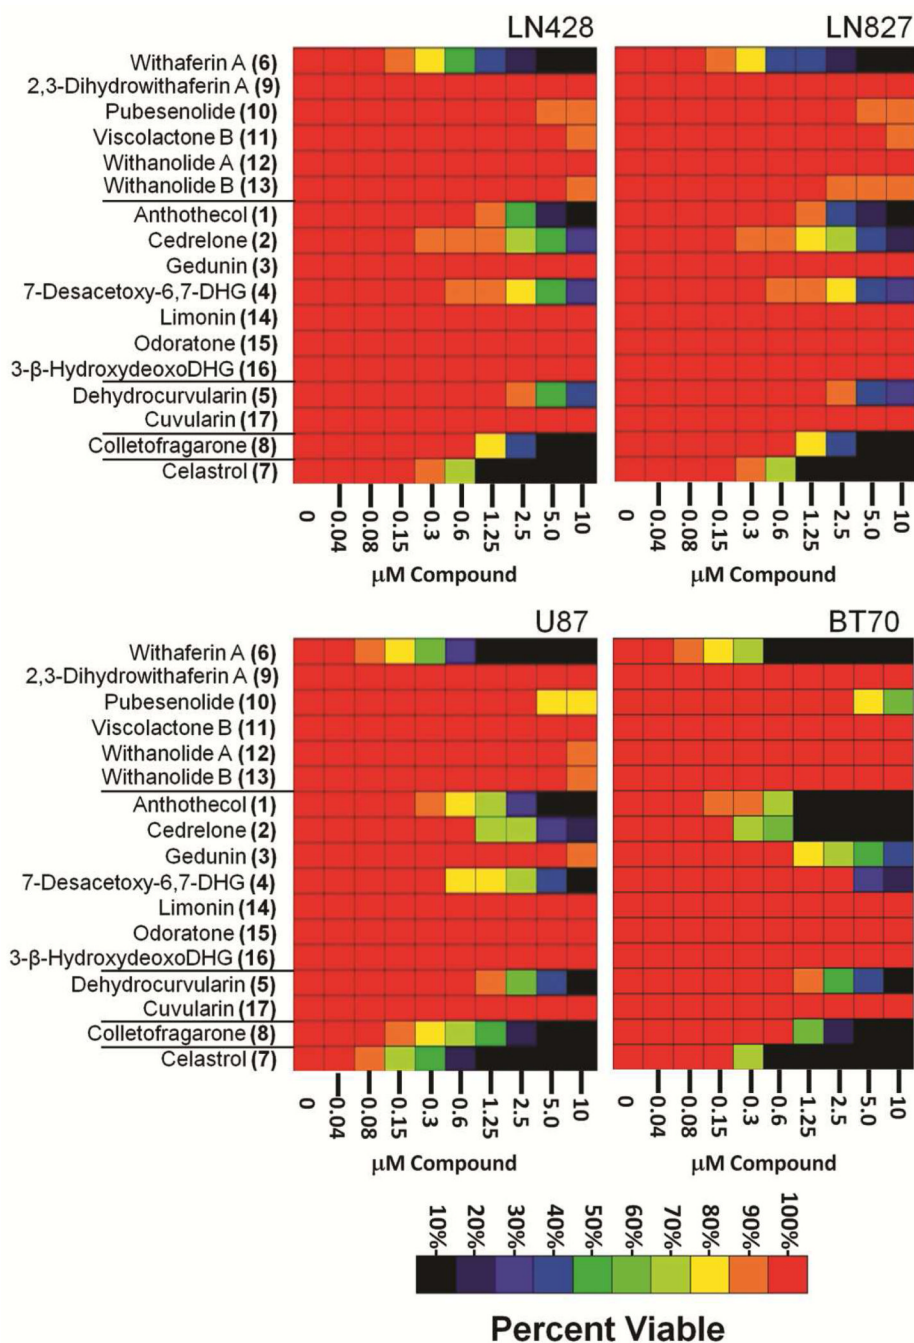 LN428
LN827
Withaferin A (6)
2,3-Dihydrowithaferin A (9)
Pubesenolide (10)
Viscolactone B (11)
Withanolide A (12)
Withanolide B (13)
Anthothecol (1)
Cedrelone (2)
Gedunin (3)
7-Desacetoxy-6,7-DHG (4)
Limonin (14)
Odoratone (15)
3-β-HydroxydeoxoDHG (16)
Dehydrocurvularin (5)
Cuvularin (17)
Colletofragarone (8)
Celastrol (7)
0 0.04 0.08 0.15 0.3 0.6 1.25 2.5 5.0 10
0 0.04 0.08 0.15 0.3 0.6 1.25 2.5 5.0 10
µM Compound
µM Compound
U87
BT70
Withaferin A (6)
2,3-Dihydrowithaferin A (9)
Pubesenolide (10)
Viscolactone B (11)
Withanolide A (12)
Withanolide B (13)
Anthothecol (1)
Cedrelone (2)
Gedunin (3)
7-Desacetoxy-6,7-DHG (4)
Limonin (14)
Odoratone (15)
3-β-HydroxydeoxoDHG (16)
Dehydrocurvularin (5)
Cuvularin (17)
Colletofragarone (8)
Celastrol (7)
0 0.04 0.08 0.15 0.3 0.6 1.25 2.5 5.0 10
0 0.04 0.08 0.15 0.3 0.6 1.25 2.5 5.0 10
µM Compound
µM Compound
10% 20% 30% 40% 50% 60% 70% 80% 90% 100%
Percent Viable